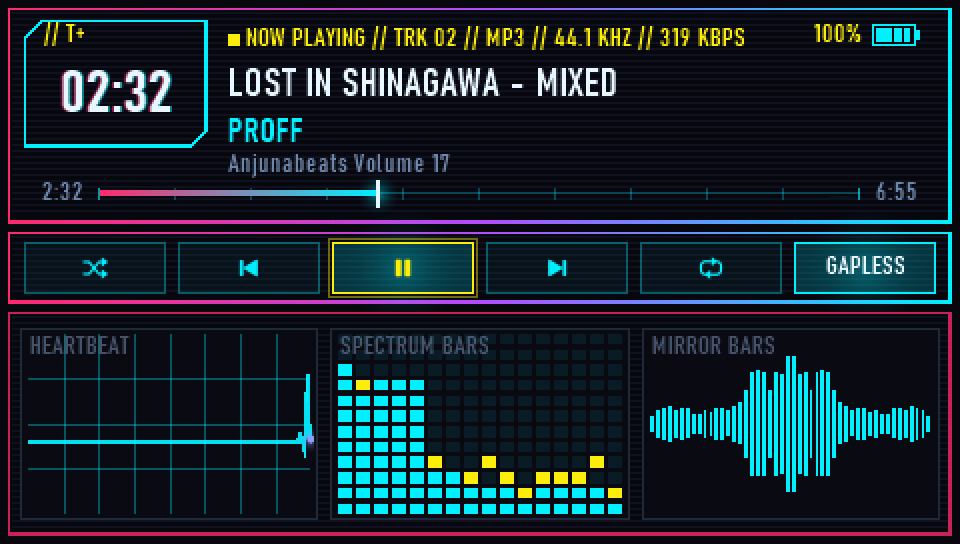 // T+
02:32
NOW PLAYING // TRK 02 // MP3 // 44.1 KHZ // 319 KBPS
100%
LOST IN SHINAGAWA - MIXED
PROFF
Anjunabeats Volume 17
2:32
6:55
GAPLESS
HEARTBEAT
SPECTRUM BARS
MIRROR BARS